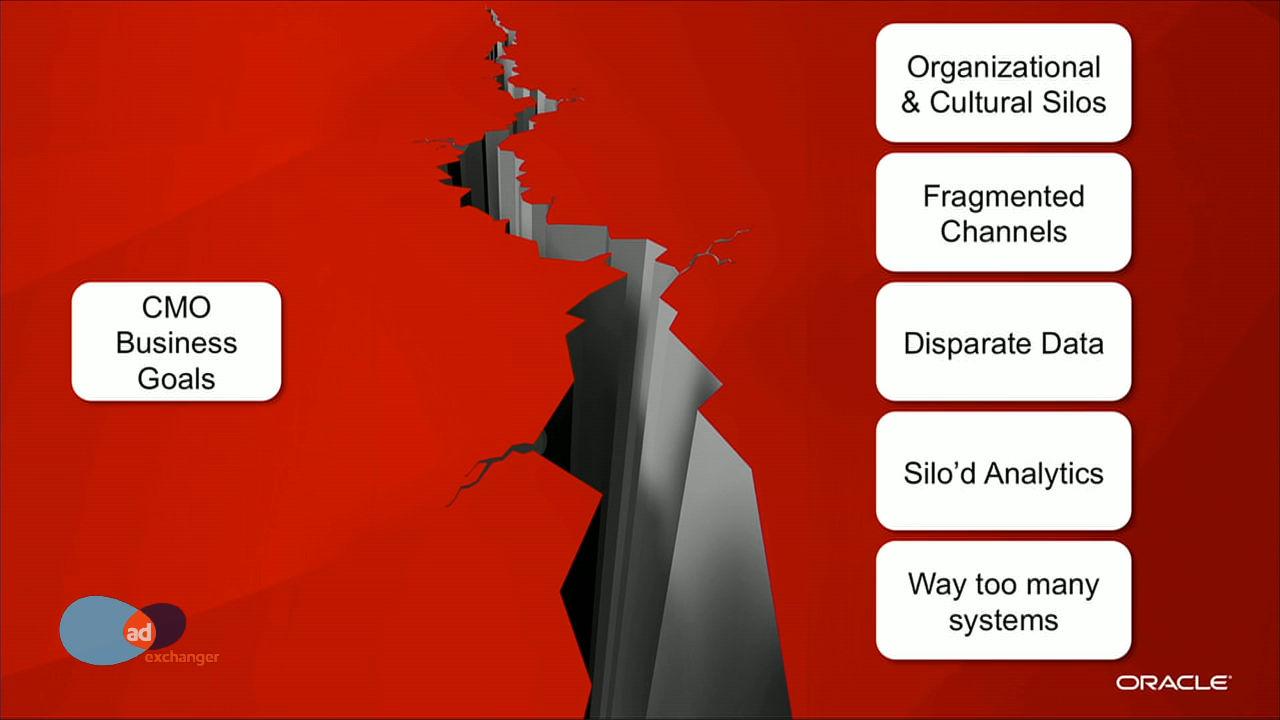 CMO
Business
Goals
Organizational
& Cultural Silos
Fragmented
Channels
Disparate Data
Silo’d Analytics
Way too many
systems
ad
exchanger
ORACLE